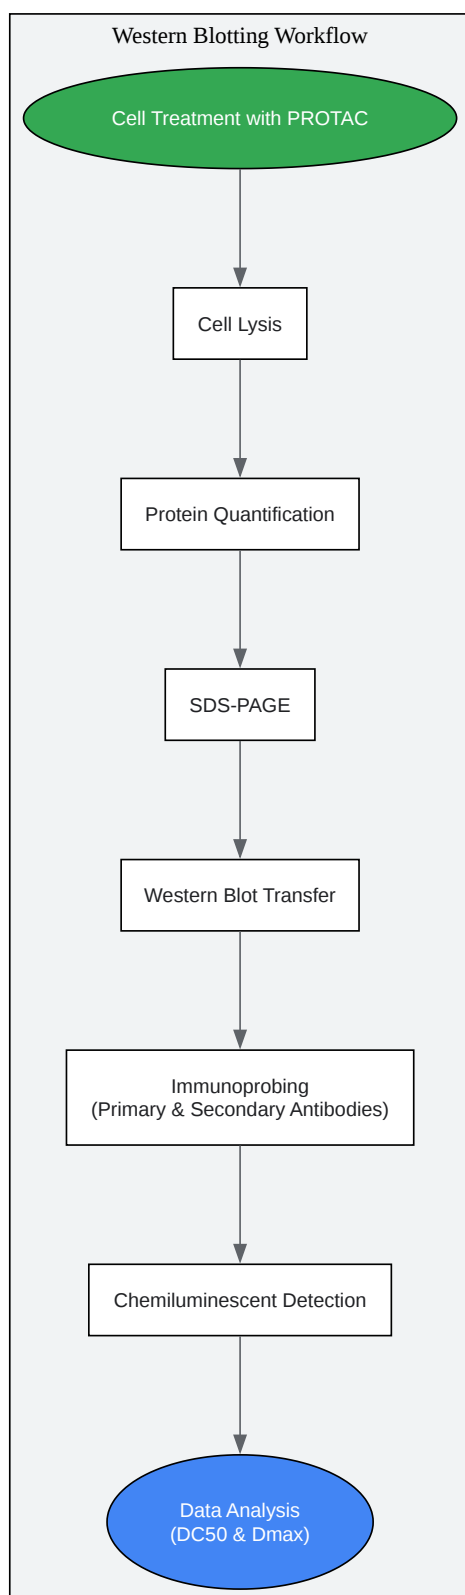 Western Blotting Workflow
Cell Treatment with PROTAC
Cell Lysis
Protein Quantification
SDS-PAGE
Western Blot Transfer
Immunoprobing
(Primary & Secondary Antibodies)
Chemiluminescent Detection
Data Analysis
(DC50 & Dmax)